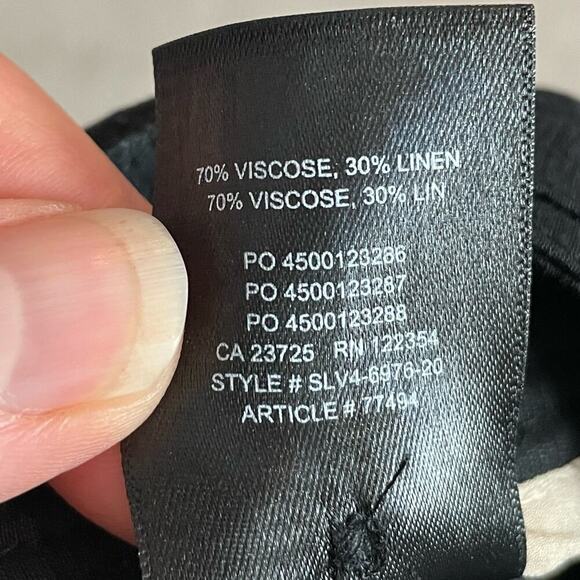 70% VISCOSE, 30% LINEN
70% VISCOSE, 30% LIN
PO 4500123286
PO 4500123287
PO 4500123288
CA 23725 RN 122354
STYLE # SLV4-6976-20
ARTICLE # 77494